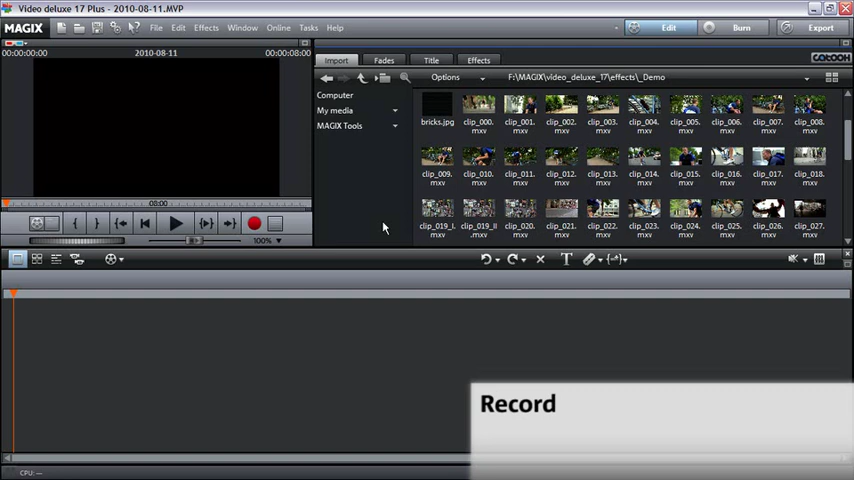 Video deluxe 17 Plus - 2010-08-11.MVP
MAGIX
File Edit Effects Window Online Tasks Help
Edit Burn Export
00:00:00:00 2010-08-11 00:00:08:00
Import Fades Title Effects
COTOOH
Options F:\MAGIX\video_deluxe_17\effects\_Demo
Computer
My media
MAGIX Tools
bricks.jpg clip_000.mxv clip_001.mxv clip_002.mxv clip_003.mxv clip_004.mxv clip_005.mxv clip_006.mxv clip_007.mxv clip_008.mxv
clip_009.mxv clip_010.mxv clip_011.mxv clip_012.mxv clip_013.mxv clip_014.mxv clip_015.mxv clip_016.mxv clip_017.mxv clip_018.mxv
clip_019_I.mxv clip_019_II.mxv clip_020.mxv clip_021.mxv clip_022.mxv clip_023.mxv clip_024.mxv clip_025.mxv clip_026.mxv clip_027.mxv
08:00
100%
Record
CPU: —